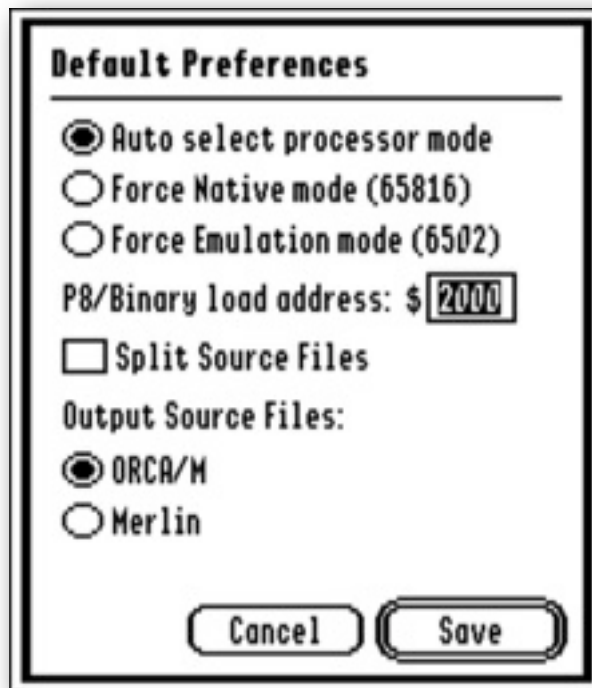 Default Preferences
Auto select processor mode
Force Native mode (65816)
Force Emulation mode (6502)
P8/Binary load address: $ 2000
Split Source Files
Output Source Files:
ORCA/M
Merlin
Cancel Save